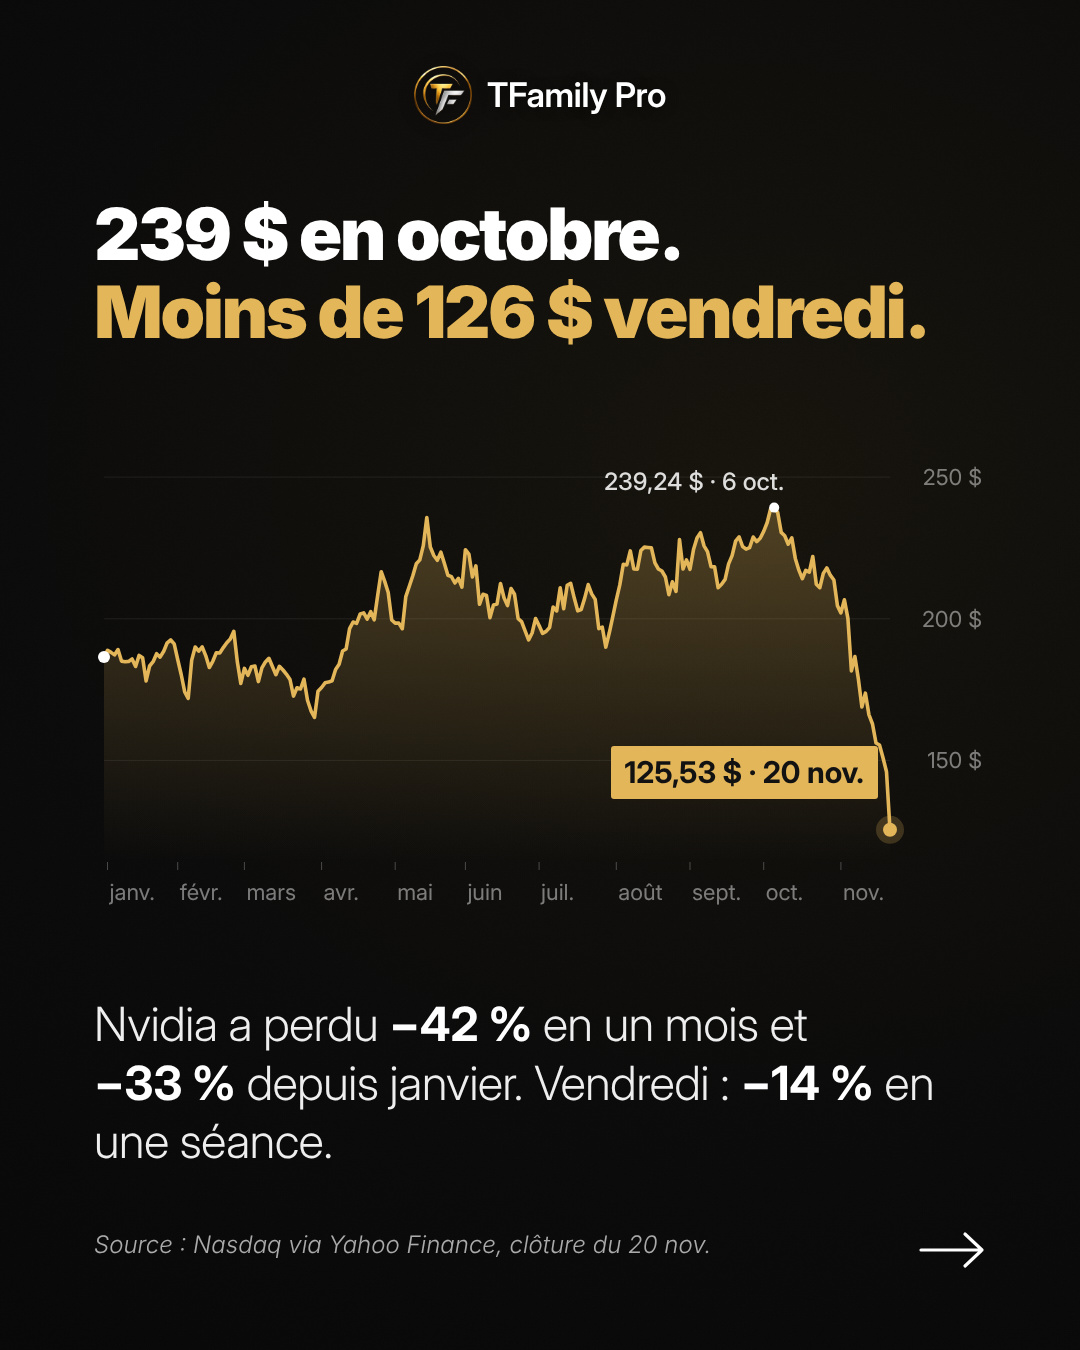 TF
TFamily Pro
239 $ en octobre.
Moins de 126 $ vendredi.
250 $
239,24 $ · 6 oct.
200 $
150 $
125,53 $ · 20 nov.
janv. févr. mars avr. mai juin juil. août sept. oct. nov.
Nvidia a perdu −42 % en un mois et
−33 % depuis janvier. Vendredi : −14 % en
une séance.
Source : Nasdaq via Yahoo Finance, clôture du 20 nov.